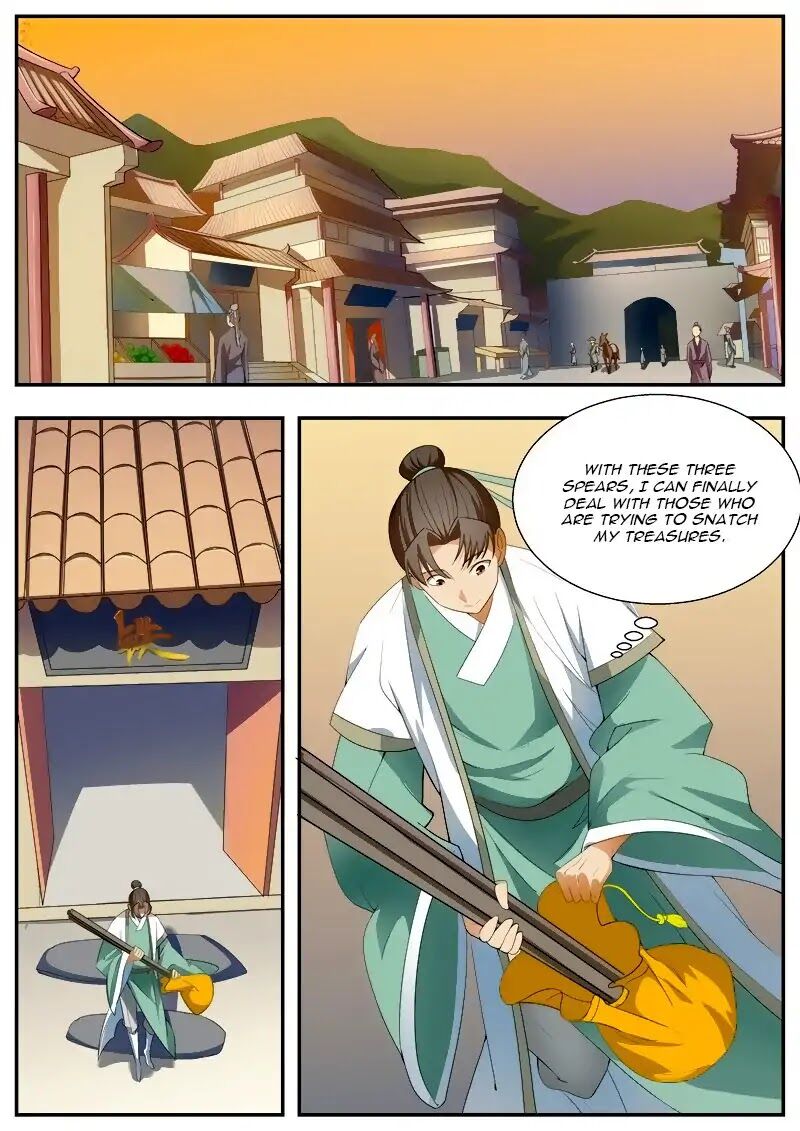 WITH THESE THREE
SPEARS, I CAN FINALLY
DEAL WITH THOSE WHO
ARE TRYING TO SNATCH
MY TREASURES.